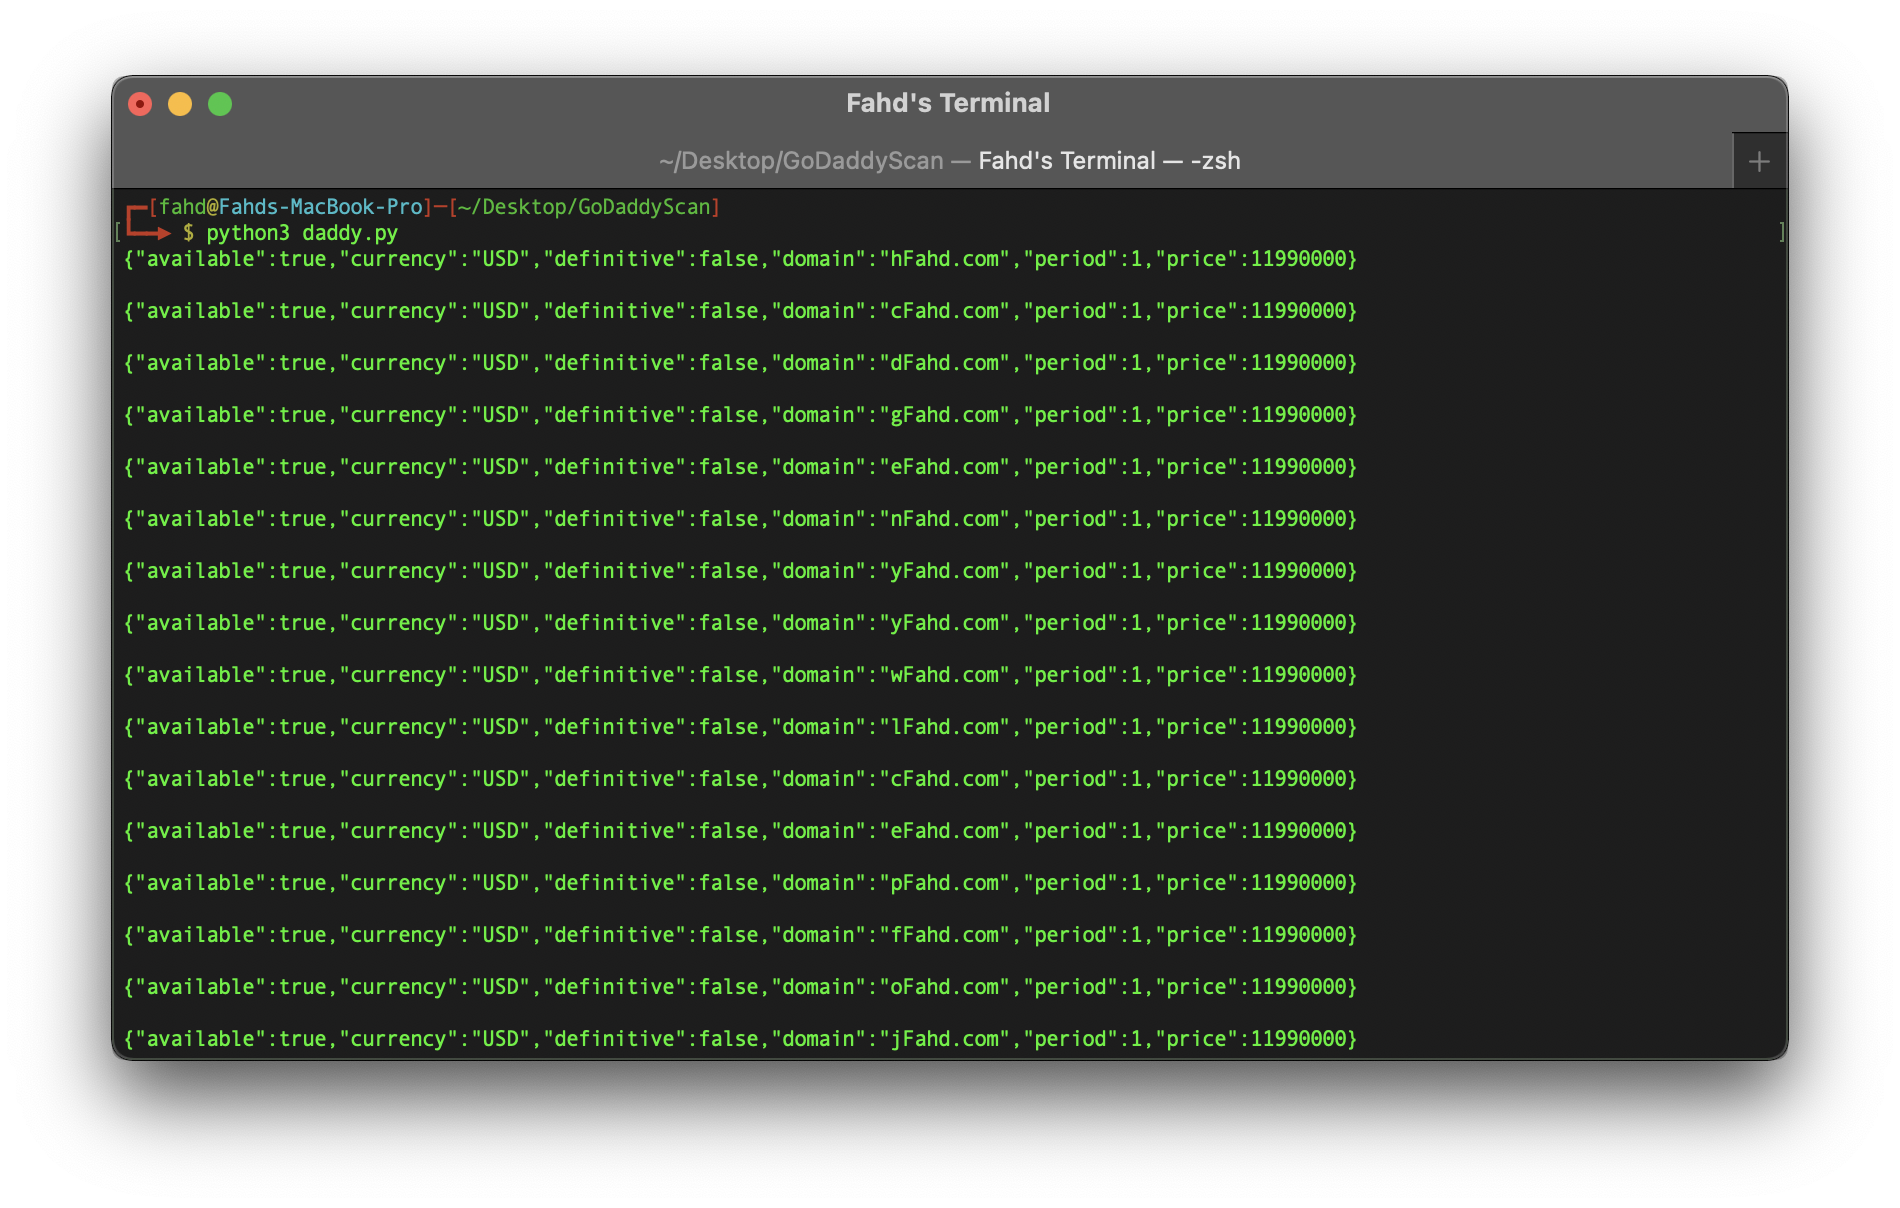 Fahd's Terminal
~/Desktop/GoDaddyScan — Fahd's Terminal — -zsh
[fahd@Fahds-MacBook-Pro]─[~/Desktop/GoDaddyScan]
$ python3 daddy.py
{"available":true,"currency":"USD","definitive":false,"domain":"hFahd.com","period":1,"price":11990000}
{"available":true,"currency":"USD","definitive":false,"domain":"cFahd.com","period":1,"price":11990000}
{"available":true,"currency":"USD","definitive":false,"domain":"dFahd.com","period":1,"price":11990000}
{"available":true,"currency":"USD","definitive":false,"domain":"gFahd.com","period":1,"price":11990000}
{"available":true,"currency":"USD","definitive":false,"domain":"eFahd.com","period":1,"price":11990000}
{"available":true,"currency":"USD","definitive":false,"domain":"nFahd.com","period":1,"price":11990000}
{"available":true,"currency":"USD","definitive":false,"domain":"yFahd.com","period":1,"price":11990000}
{"available":true,"currency":"USD","definitive":false,"domain":"yFahd.com","period":1,"price":11990000}
{"available":true,"currency":"USD","definitive":false,"domain":"wFahd.com","period":1,"price":11990000}
{"available":true,"currency":"USD","definitive":false,"domain":"lFahd.com","period":1,"price":11990000}
{"available":true,"currency":"USD","definitive":false,"domain":"cFahd.com","period":1,"price":11990000}
{"available":true,"currency":"USD","definitive":false,"domain":"eFahd.com","period":1,"price":11990000}
{"available":true,"currency":"USD","definitive":false,"domain":"pFahd.com","period":1,"price":11990000}
{"available":true,"currency":"USD","definitive":false,"domain":"fFahd.com","period":1,"price":11990000}
{"available":true,"currency":"USD","definitive":false,"domain":"oFahd.com","period":1,"price":11990000}
{"available":true,"currency":"USD","definitive":false,"domain":"jFahd.com","period":1,"price":11990000}